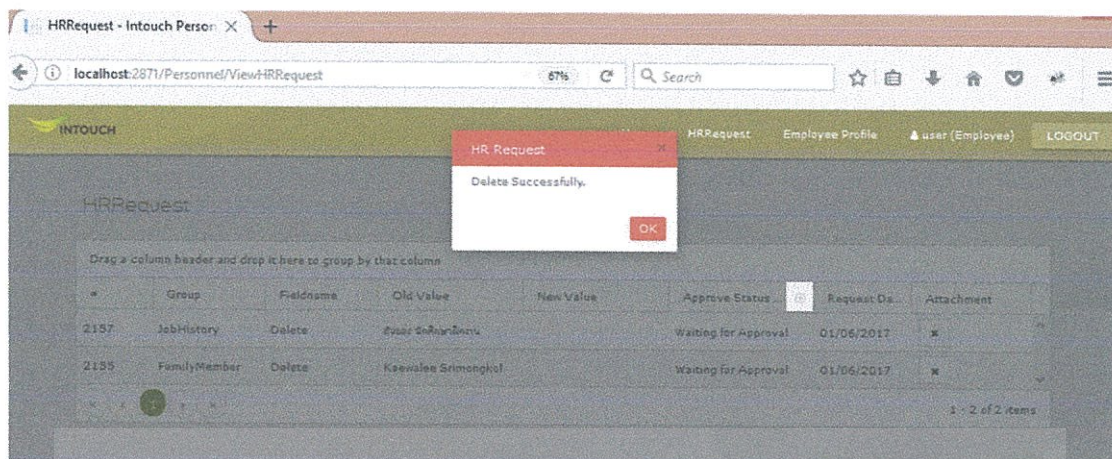 HRRequest - Intouch Person
localhost:2871/Personnel/ViewHRRequest 67% Search
INTOUCH HRRequest Employee Profile user (Employee) LOGOUT
HR Request
Delete Successfully.
OK
HRRequest
Drag a column header and drop it here to group by that column
Group Fieldname Old Value New Value Approve Status ... Request Da... Attachment
2157 JobHistory Delete Waiting for Approval 01/06/2017
2155 FamilyMember Delete Kaewalee Srimongkol Waiting for Approval 01/06/2017
1
1 - 2 of 2 items